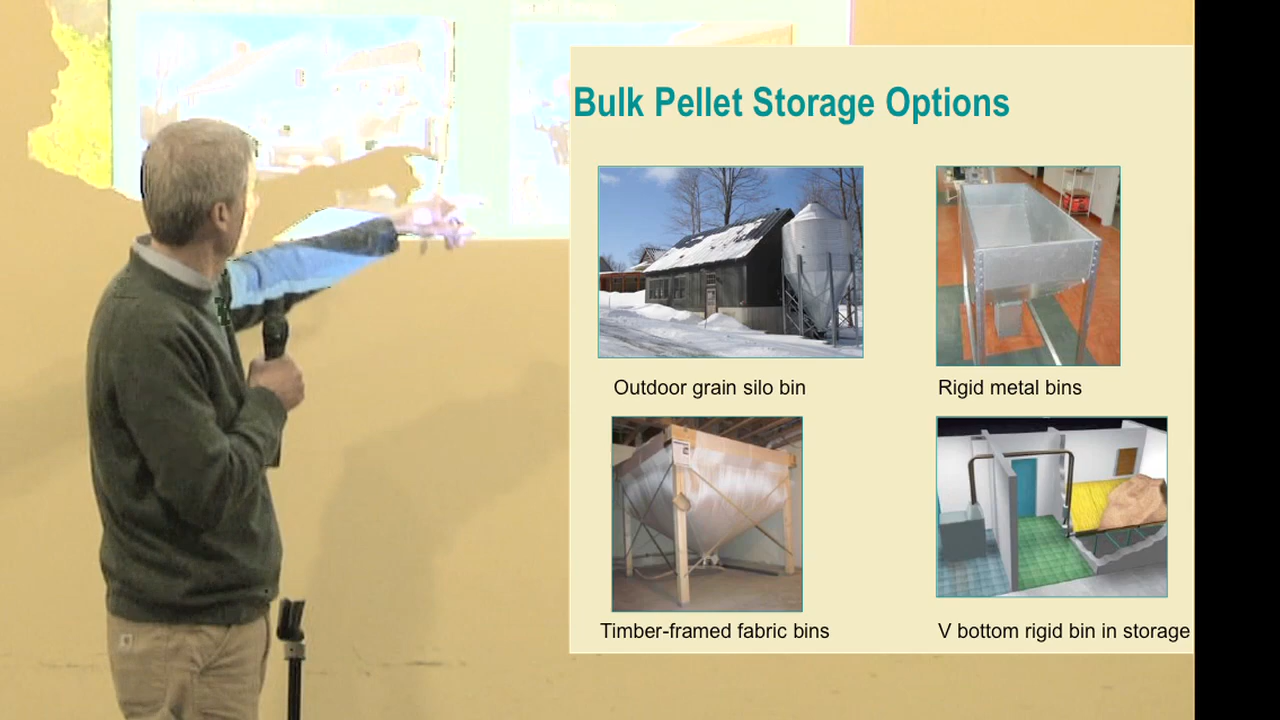 Bulk Pellet Storage Options
Outdoor grain silo bin
Rigid metal bins
Timber-framed fabric bins
V bottom rigid bin in storage